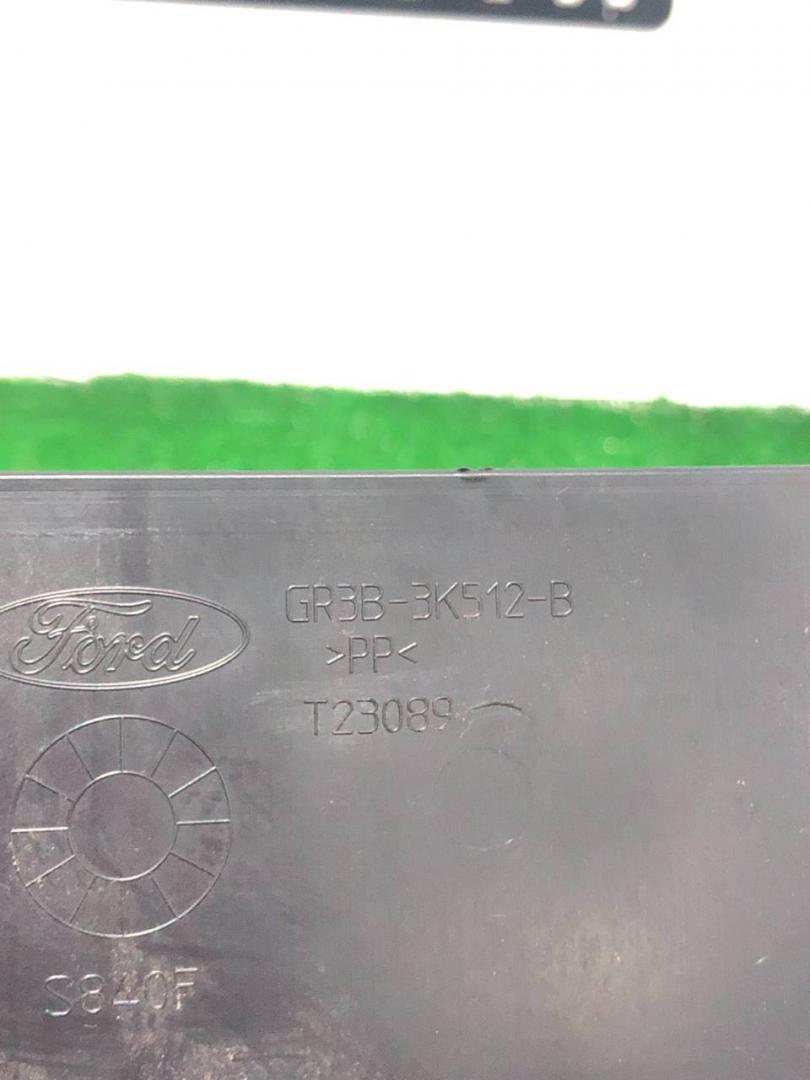 Ford
GR3B-3K512-B
>PP<
T23089
S840F